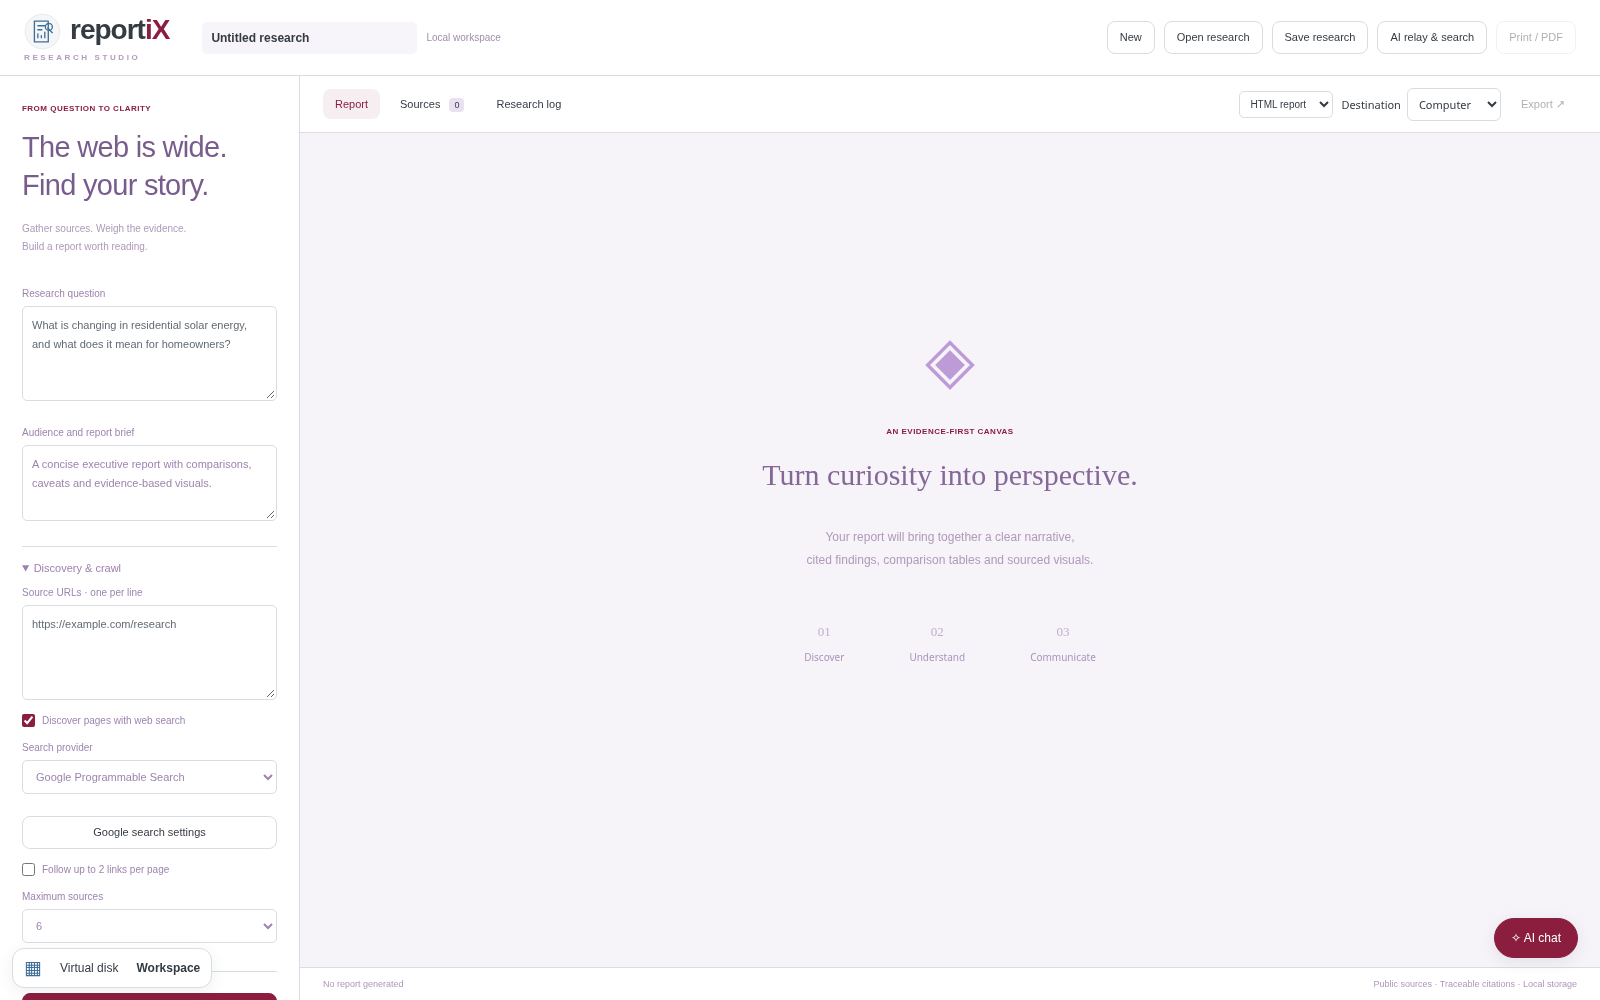 reportiX
RESEARCH STUDIO
Untitled research
Local workspace
New
Open research
Save research
AI relay & search
Print / PDF
FROM QUESTION TO CLARITY
The web is wide.
Find your story.
Gather sources. Weigh the evidence.
Build a report worth reading.
Research question
What is changing in residential solar energy,
and what does it mean for homeowners?
Audience and report brief
A concise executive report with comparisons,
caveats and evidence-based visuals.
▼ Discovery & crawl
Source URLs · one per line
https://example.com/research
Discover pages with web search
Search provider
Google Programmable Search
Google search settings
Follow up to 2 links per page
Maximum sources
6
Virtual disk
Workspace
Report
Sources 0
Research log
HTML report
Destination
Computer
Export ↗
AN EVIDENCE-FIRST CANVAS
Turn curiosity into perspective.
Your report will bring together a clear narrative,
cited findings, comparison tables and sourced visuals.
01
Discover
02
Understand
03
Communicate
✧ AI chat
No report generated
Public sources · Traceable citations · Local storage